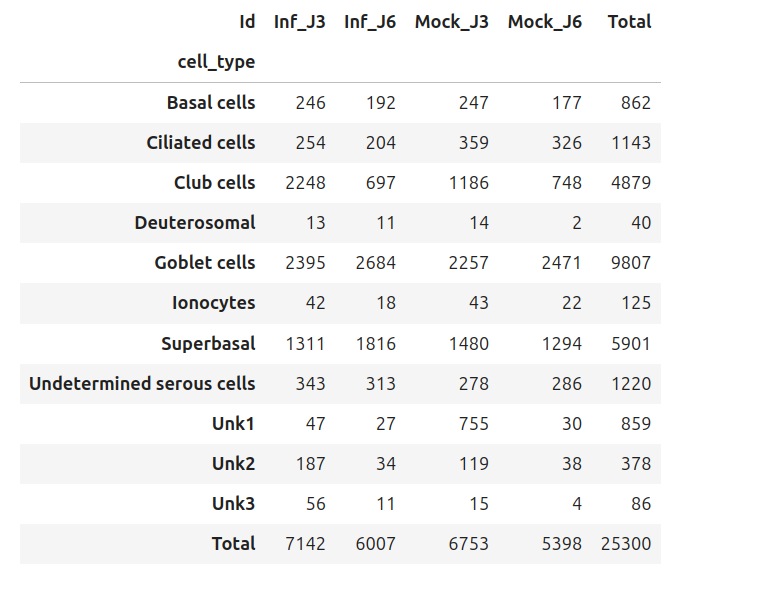 Id Inf_J3 Inf_J6 Mock_J3 Mock_J6 Total
cell_type
Basal cells 246 192 247 177 862
Ciliated cells 254 204 359 326 1143
Club cells 2248 697 1186 748 4879
Deuterosomal 13 11 14 2 40
Goblet cells 2395 2684 2257 2471 9807
Ionocytes 42 18 43 22 125
Superbasal 1311 1816 1480 1294 5901
Undetermined serous cells 343 313 278 286 1220
Unk1 47 27 755 30 859
Unk2 187 34 119 38 378
Unk3 56 11 15 4 86
Total 7142 6007 6753 5398 25300